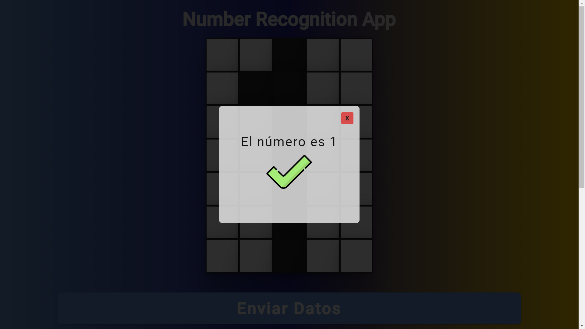 Number Recognition App
x
El número es 1
Enviar Datos